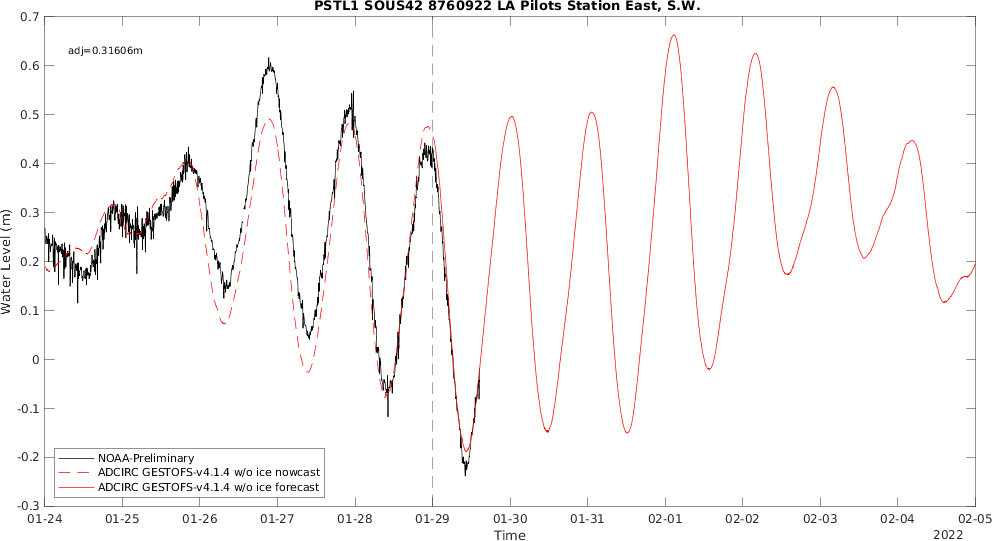 PSTL1 SOUS42 8760922 LA Pilots Station East, S.W.
adj=0.31606m
0.7
0.6
0.5
0.4
0.3
0.2
0.1
0
-0.1
-0.2
-0.3
Water Level (m)
NOAA-Preliminary
ADCIRC GESTOFS-v4.1.4 w/o ice nowcast
ADCIRC GESTOFS-v4.1.4 w/o ice forecast
01-24 01-25 01-26 01-27 01-28 01-29 01-30 01-31 02-01 02-02 02-03 02-04 02-05
Time
2022